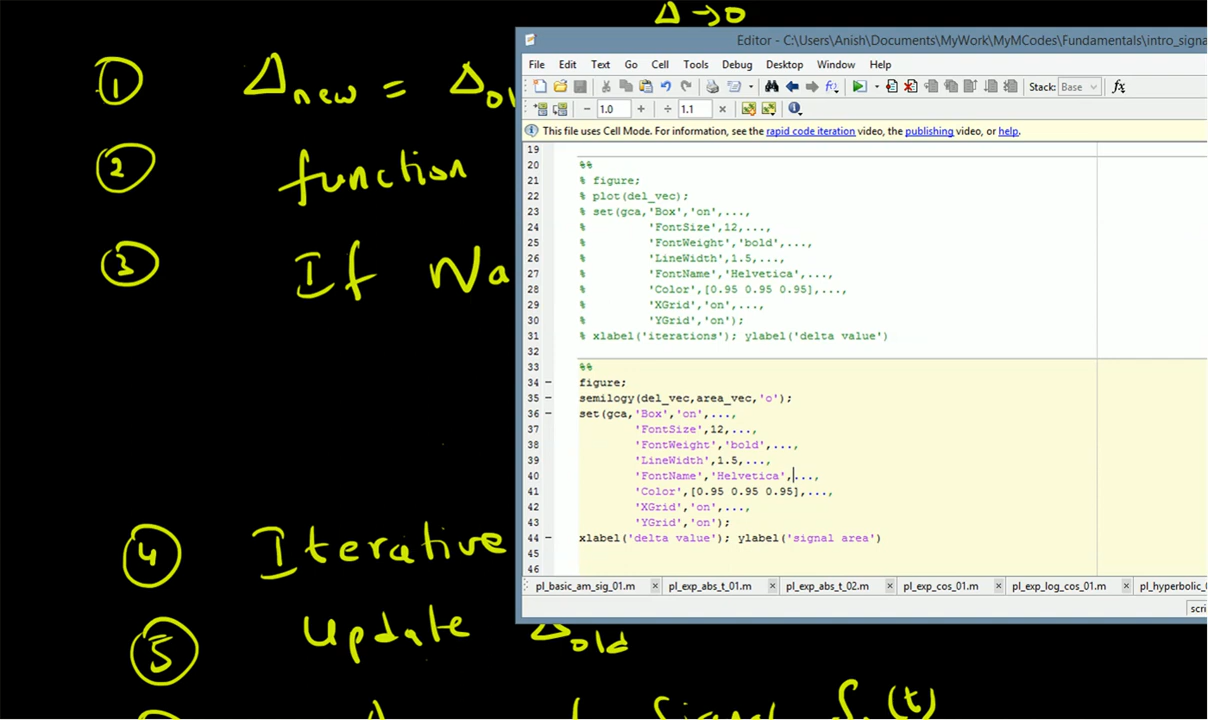 Δ → 0
① Δnew = Δol
② function
③ If Na
④ Iterative
⑤ Update Δold
signal
(t)
Editor - C:\Users\Anish\Documents\MyWork\MyMCodes\Fundamentals\intro_signa
File Edit Text Go Cell Tools Debug Desktop Window Help
Stack: Base fx
− 1.0 + ÷ 1.1 ×
This file uses Cell Mode. For information, see the rapid code iteration video, the publishing video, or help.
19
20 %%
21 % figure;
22 % plot(del_vec);
23 % set(gca,'Box','on',...,
24 % 'FontSize',12,...,
25 % 'FontWeight','bold',...,
26 % 'LineWidth',1.5,...,
27 % 'FontName','Helvetica',...,
28 % 'Color',[0.95 0.95 0.95],...,
29 % 'XGrid','on',...,
30 % 'YGrid','on');
31 % xlabel('iterations'); ylabel('delta value')
32
33 %%
34 − figure;
35 − semilogy(del_vec,area_vec,'o');
36 − set(gca,'Box','on',...,
37 'FontSize',12,...,
38 'FontWeight','bold',...,
39 'LineWidth',1.5,...,
40 'FontName','Helvetica',...,
41 'Color',[0.95 0.95 0.95],...,
42 'XGrid','on',...,
43 'YGrid','on');
44 − xlabel('delta value'); ylabel('signal area')
45
46
pl_basic_am_sig_01.m × pl_exp_abs_t_01.m × pl_exp_abs_t_02.m × pl_exp_cos_01.m × pl_exp_log_cos_01.m × pl_hyperbolic_
scri